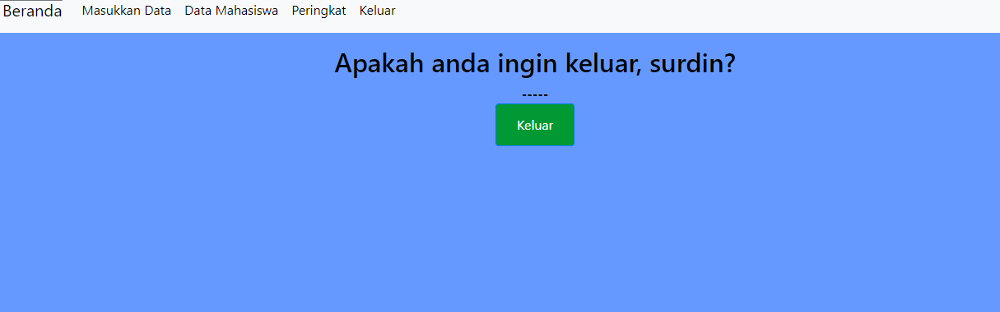 Beranda Masukkan Data Data Mahasiswa Peringkat Keluar
Apakah anda ingin keluar, surdin?
-----
Keluar